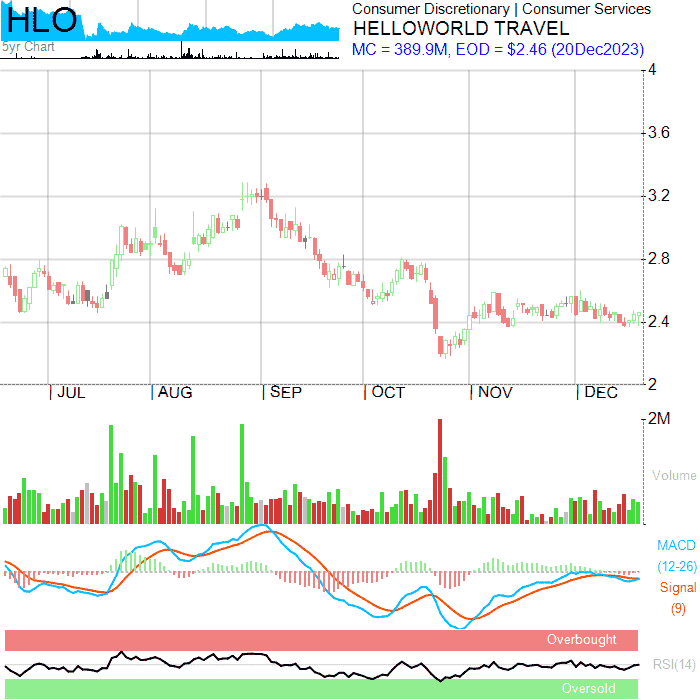 HLO
5yr Chart
Consumer Discretionary | Consumer Services
HELLOWORLD TRAVEL
MC = 389.9M, EOD = $2.46 (20Dec2023)
4
3.6
3.2
2.8
2.4
2
JUL AUG SEP OCT NOV DEC
2M
Volume
MACD
(12-26)
Signal
(9)
Overbought
RSI(14)
Oversold